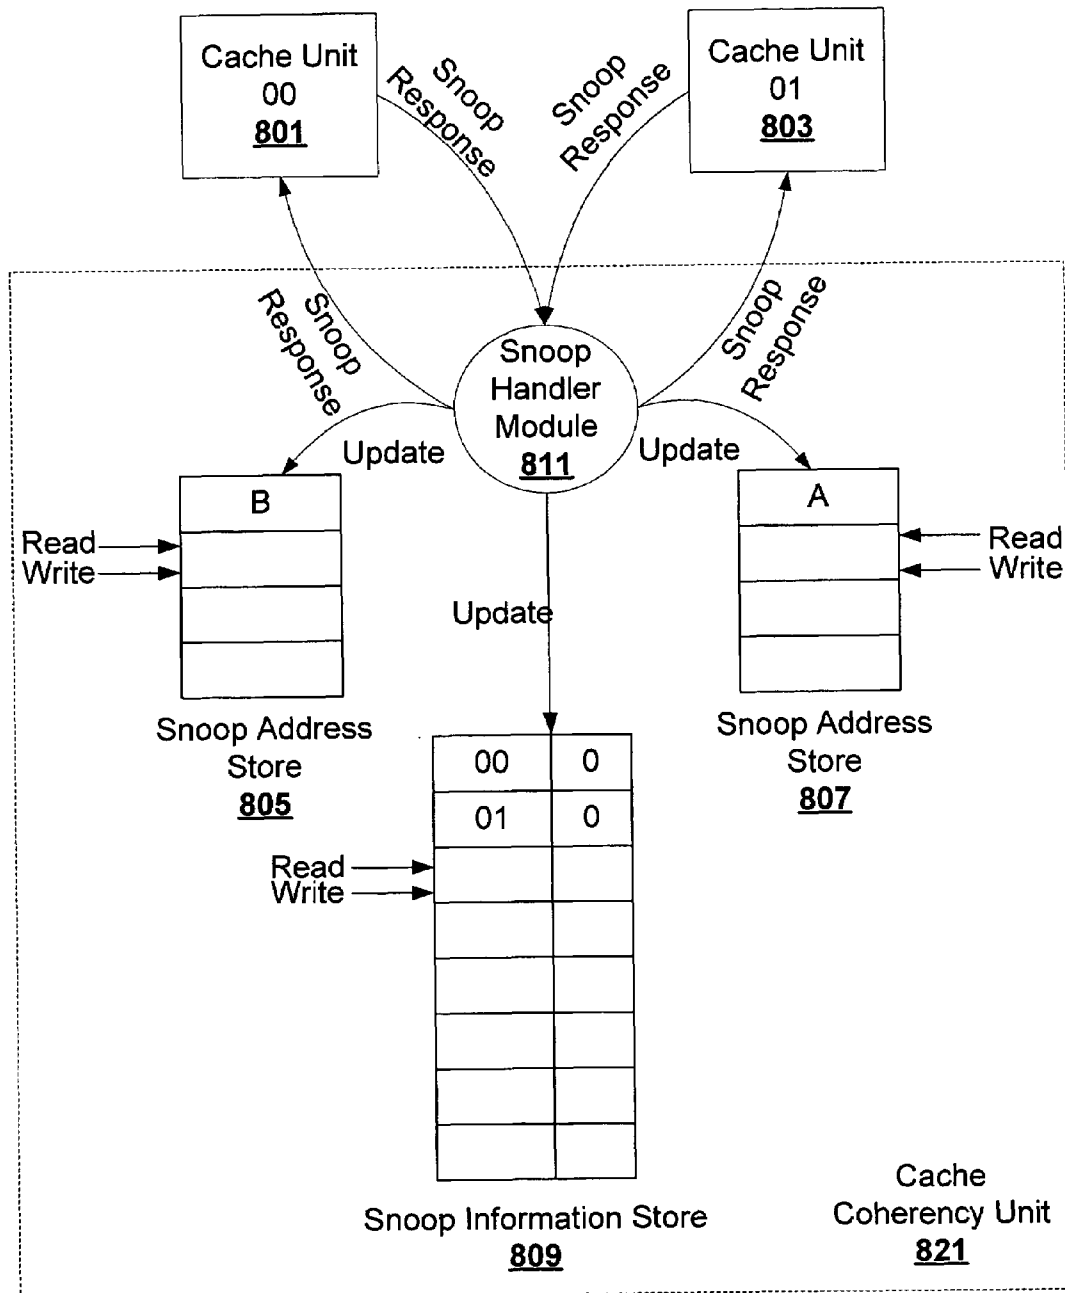 Cache Unit
00
801
Cache Unit
01
803
Snoop
Response
Snoop
Response
Snoop
Response
Snoop
Response
Snoop
Handler
Module
811
Update
Update
B
A
Read
Write
Read
Write
Update
Snoop Address
Store
805
Snoop Address
Store
807
00 0
01 0
Read
Write
Snoop Information Store
809
Cache
Coherency Unit
821